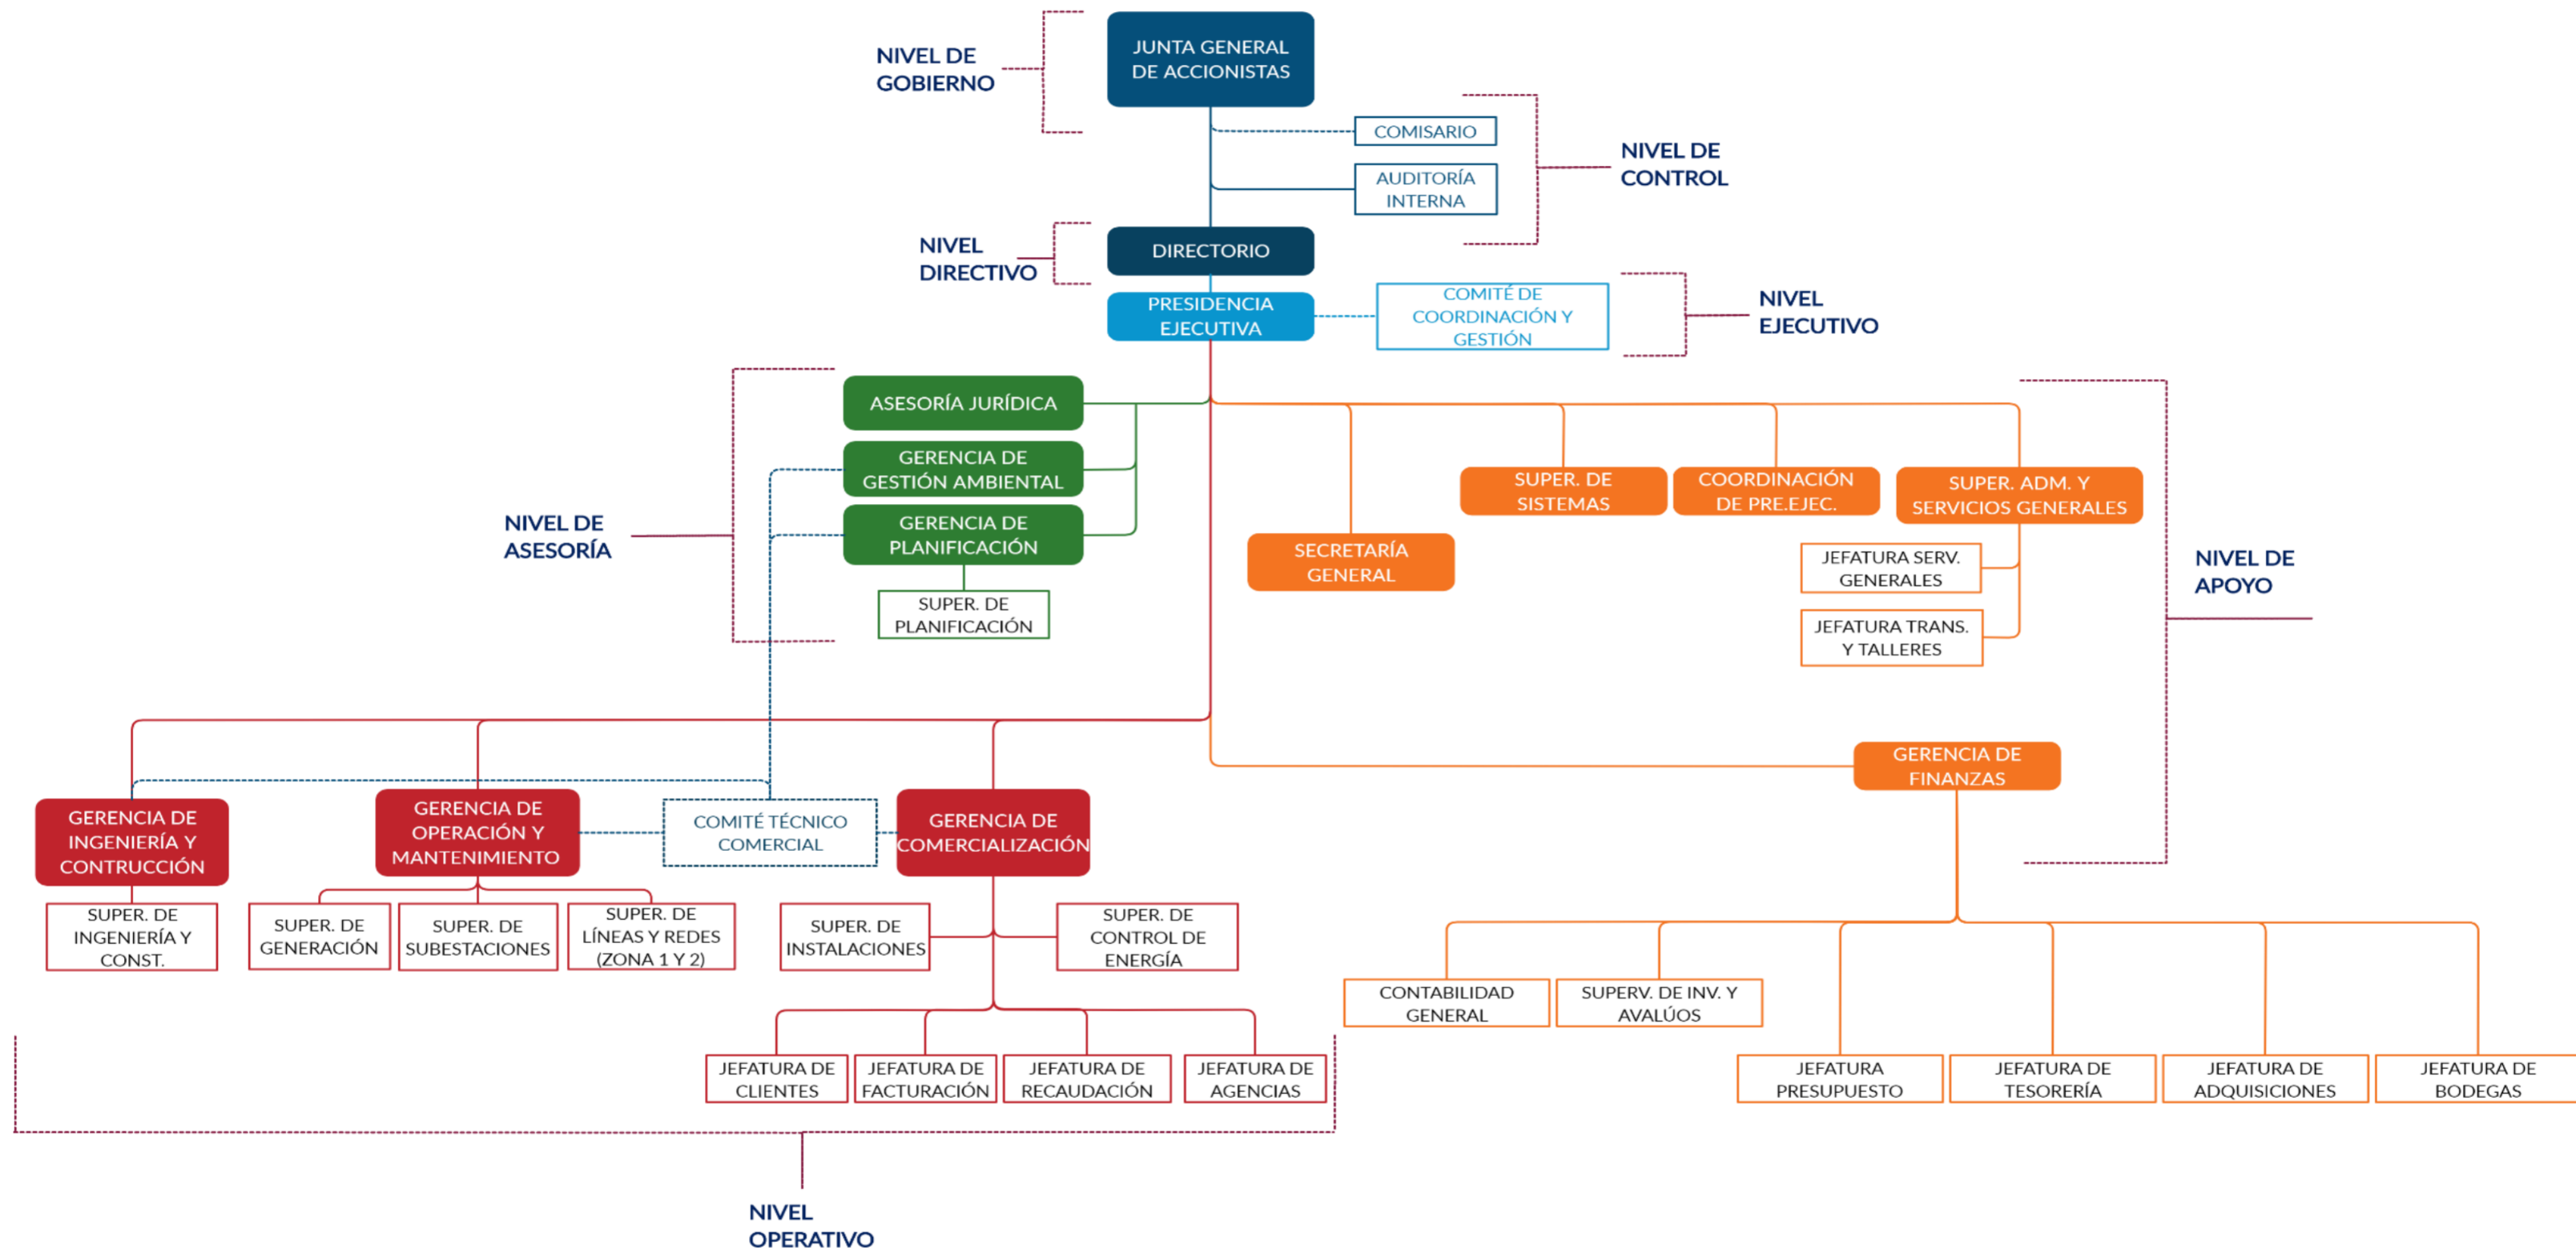 JUNTA GENERAL
DE ACCIONISTAS
NIVEL DE
GOBIERNO
COMISARIO
AUDITORÍA
INTERNA
NIVEL DE
CONTROL
NIVEL
DIRECTIVO
DIRECTORIO
PRESIDENCIA
EJECUTIVA
COMITÉ DE
COORDINACIÓN Y
GESTIÓN
NIVEL
EJECUTIVO
ASESORÍA JURÍDICA
GERENCIA DE
GESTIÓN AMBIENTAL
GERENCIA DE
PLANIFICACIÓN
SUPER. DE
PLANIFICACIÓN
NIVEL DE
ASESORÍA
SECRETARÍA
GENERAL
SUPER. DE
SISTEMAS
COORDINACIÓN
DE PRE.EJEC.
SUPER. ADM. Y
SERVICIOS GENERALES
JEFATURA SERV.
GENERALES
JEFATURA TRANS.
Y TALLERES
NIVEL DE
APOYO
GERENCIA DE
FINANZAS
GERENCIA DE
INGENIERÍA Y
CONTRUCCIÓN
GERENCIA DE
OPERACIÓN Y
MANTENIMIENTO
COMITÉ TÉCNICO
COMERCIAL
GERENCIA DE
COMERCIALIZACIÓN
SUPER. DE
INGENIERÍA Y
CONST.
SUPER. DE
GENERACIÓN
SUPER. DE
SUBESTACIONES
SUPER. DE
LÍNEAS Y REDES
(ZONA 1 Y 2)
SUPER. DE
INSTALACIONES
SUPER. DE
CONTROL DE
ENERGÍA
CONTABILIDAD
GENERAL
SUPERV. DE INV. Y
AVALÚOS
JEFATURA DE
CLIENTES
JEFATURA DE
FACTURACIÓN
JEFATURA DE
RECAUDACIÓN
JEFATURA DE
AGENCIAS
JEFATURA
PRESUPUESTO
JEFATURA DE
TESORERÍA
JEFATURA DE
ADQUISICIONES
JEFATURA DE
BODEGAS
NIVEL
OPERATIVO